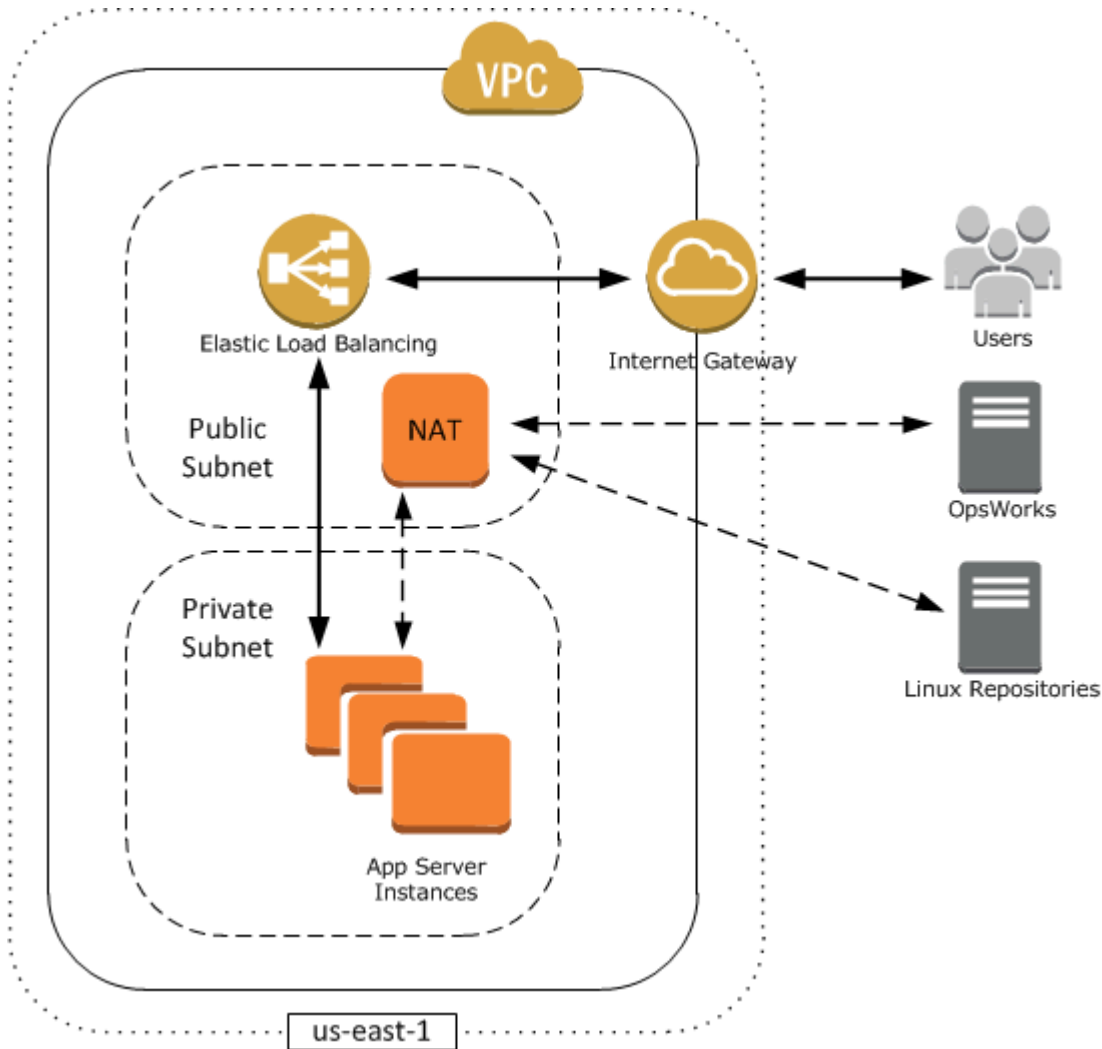 VPC
Elastic Load Balancing
Internet Gateway
Users
Public
Subnet
NAT
OpsWorks
Private
Subnet
Linux Repositories
App Server
Instances
us-east-1